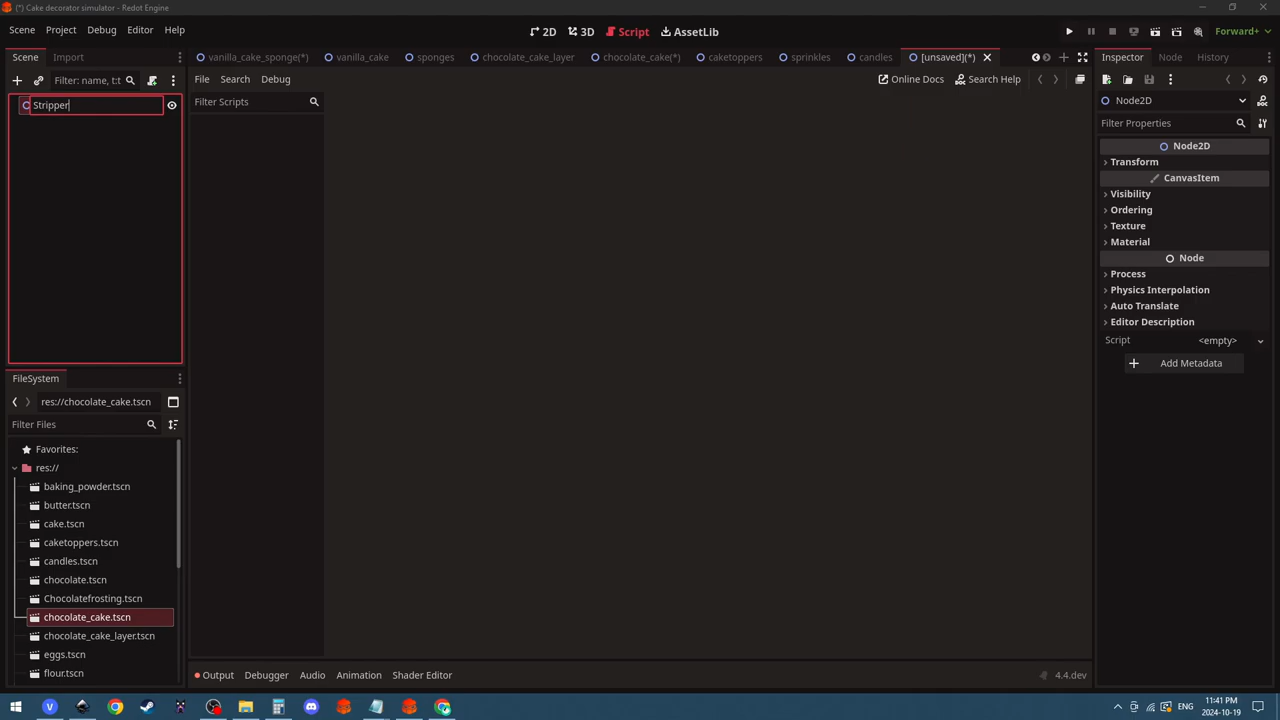 (*) Cake decorator simulator - Redot Engine
Scene Project Debug Editor Help
2D 3D Script AssetLib
Forward+
Scene Import
vanilla_cake_sponge(*) vanilla_cake sponges chocolate_cake_layer chocolate_cake(*) caketoppers sprinkles candles [unsaved](*)
Inspector Node History
Filter: name, t:t
File Search Debug
Online Docs Search Help
Filter Scripts
Stripper
Node2D
Filter Properties
Node2D
Transform
CanvasItem
Visibility
Ordering
Texture
Material
Node
Process
Physics Interpolation
Auto Translate
Editor Description
Script <empty>
Add Metadata
FileSystem
res://chocolate_cake.tscn
Filter Files
Favorites:
res://
baking_powder.tscn
butter.tscn
cake.tscn
caketoppers.tscn
candles.tscn
chocolate.tscn
Chocolatefrosting.tscn
chocolate_cake.tscn
chocolate_cake_layer.tscn
eggs.tscn
flour.tscn
Output Debugger Audio Animation Shader Editor
4.4.dev
ENG
11:41 PM
2024-10-19